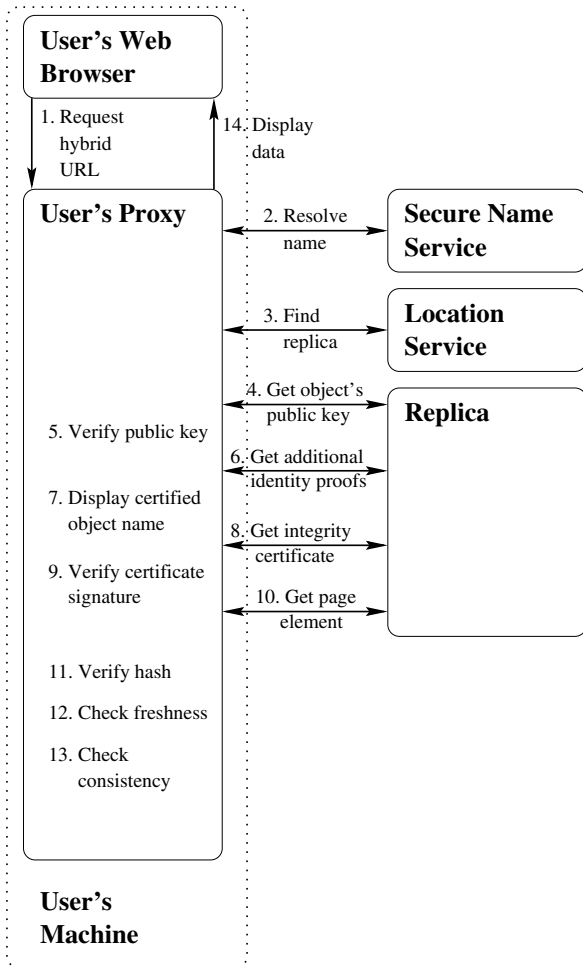 User's Web
Browser
1. Request
hybrid
URL
14. Display
data
User's Proxy
2. Resolve
name
Secure Name
Service
3. Find
replica
Location
Service
4. Get object's
public key
Replica
5. Verify public key
6. Get additional
identity proofs
7. Display certified
object name
8. Get integrity
certificate
9. Verify certificate
signature
10. Get page
element
11. Verify hash
12. Check freshness
13. Check
consistency
User's
Machine